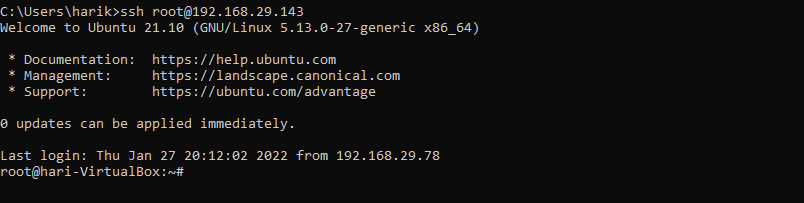 C:\Users\harik>ssh root@192.168.29.143
Welcome to Ubuntu 21.10 (GNU/Linux 5.13.0-27-generic x86_64)
* Documentation:  https://help.ubuntu.com
* Management:     https://landscape.canonical.com
* Support:        https://ubuntu.com/advantage
0 updates can be applied immediately.
Last login: Thu Jan 27 20:12:02 2022 from 192.168.29.78
root@hari-VirtualBox:~#